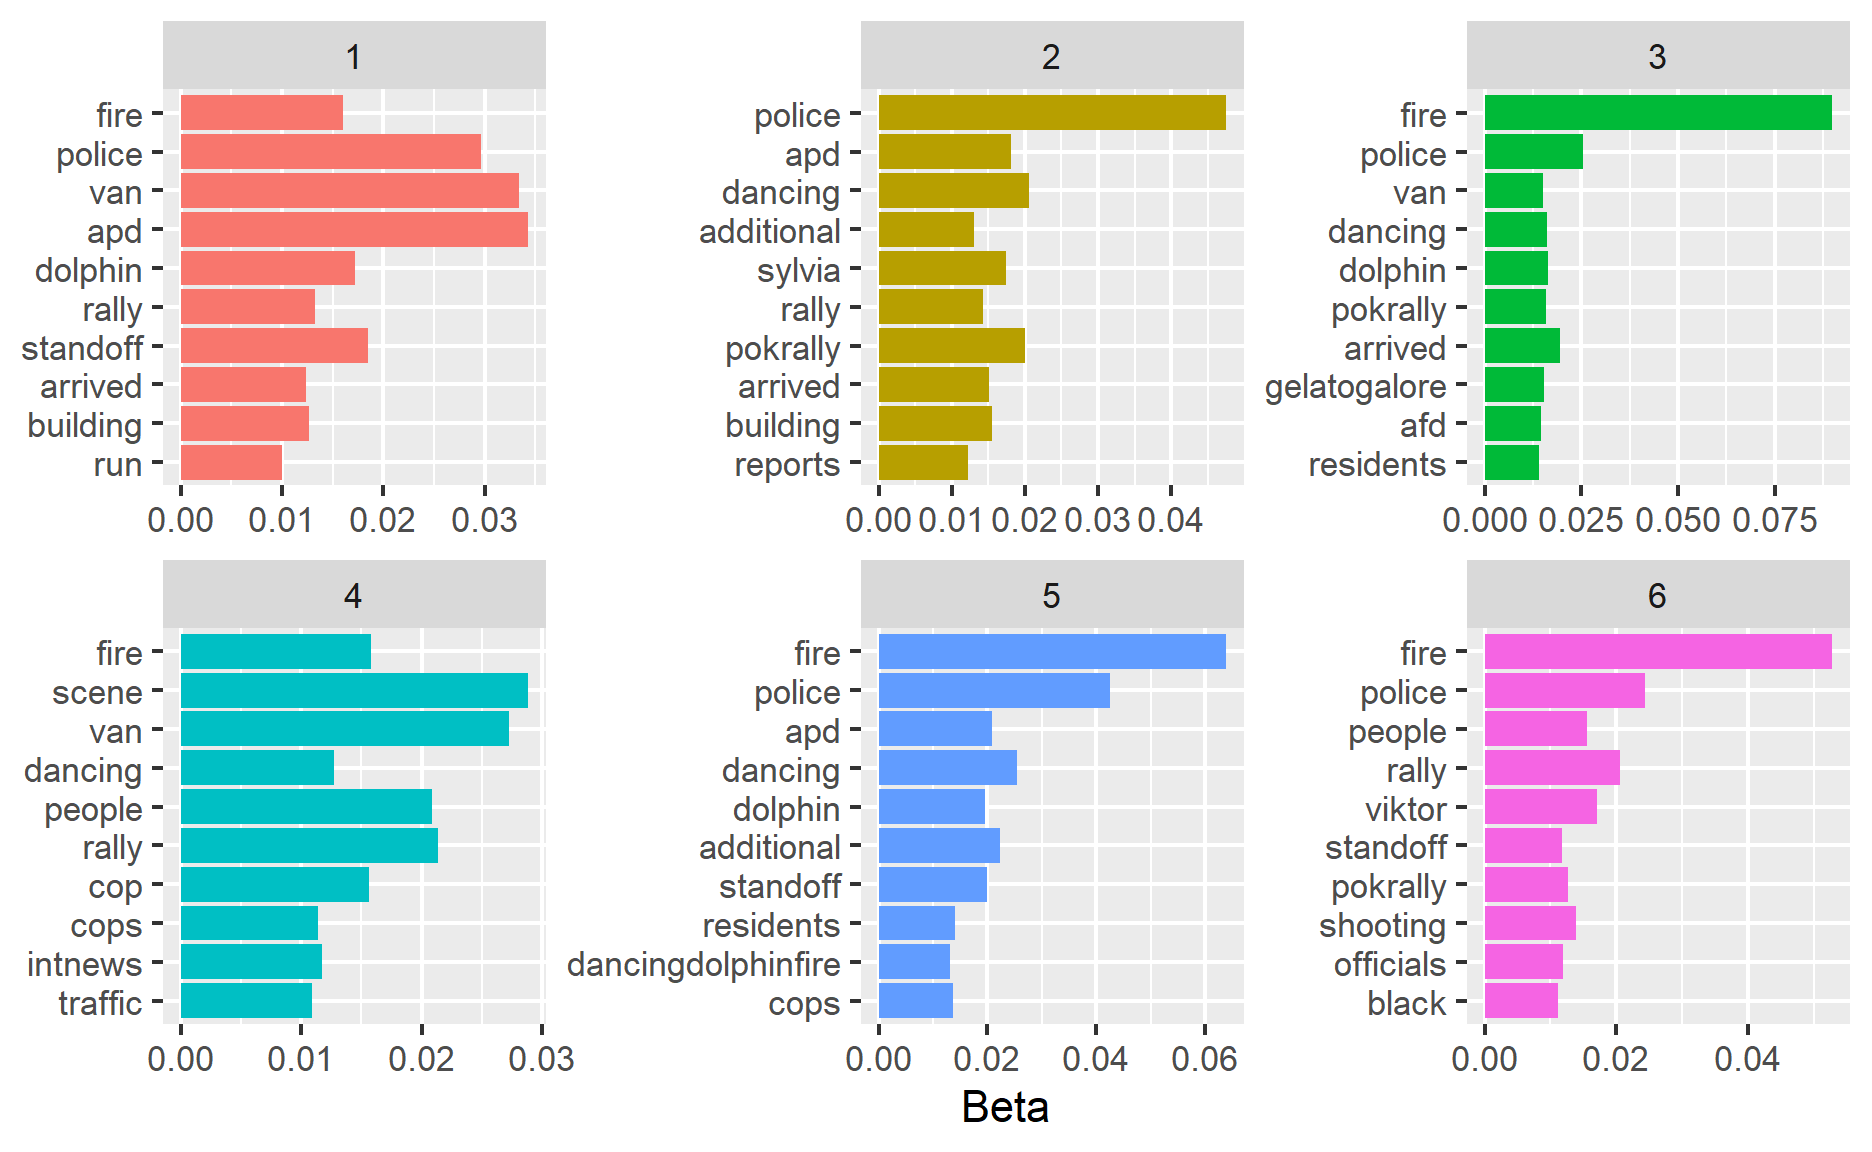 1
fire
police
van
apd
dolphin
rally
standoff
arrived
building
run
0.00 0.01 0.02 0.03
2
police
apd
dancing
additional
sylvia
rally
pokrally
arrived
building
reports
0.00 0.01 0.02 0.03 0.04
3
fire
police
van
dancing
dolphin
pokrally
arrived
gelatogalore
afd
residents
0.000 0.025 0.050 0.075
4
fire
scene
van
dancing
people
rally
cop
cops
intnews
traffic
0.00 0.01 0.02 0.03
5
fire
police
apd
dancing
dolphin
additional
standoff
residents
dancingdolphinfire
cops
0.00 0.02 0.04 0.06
6
fire
police
people
rally
viktor
standoff
pokrally
shooting
officials
black
0.00 0.02 0.04
Beta